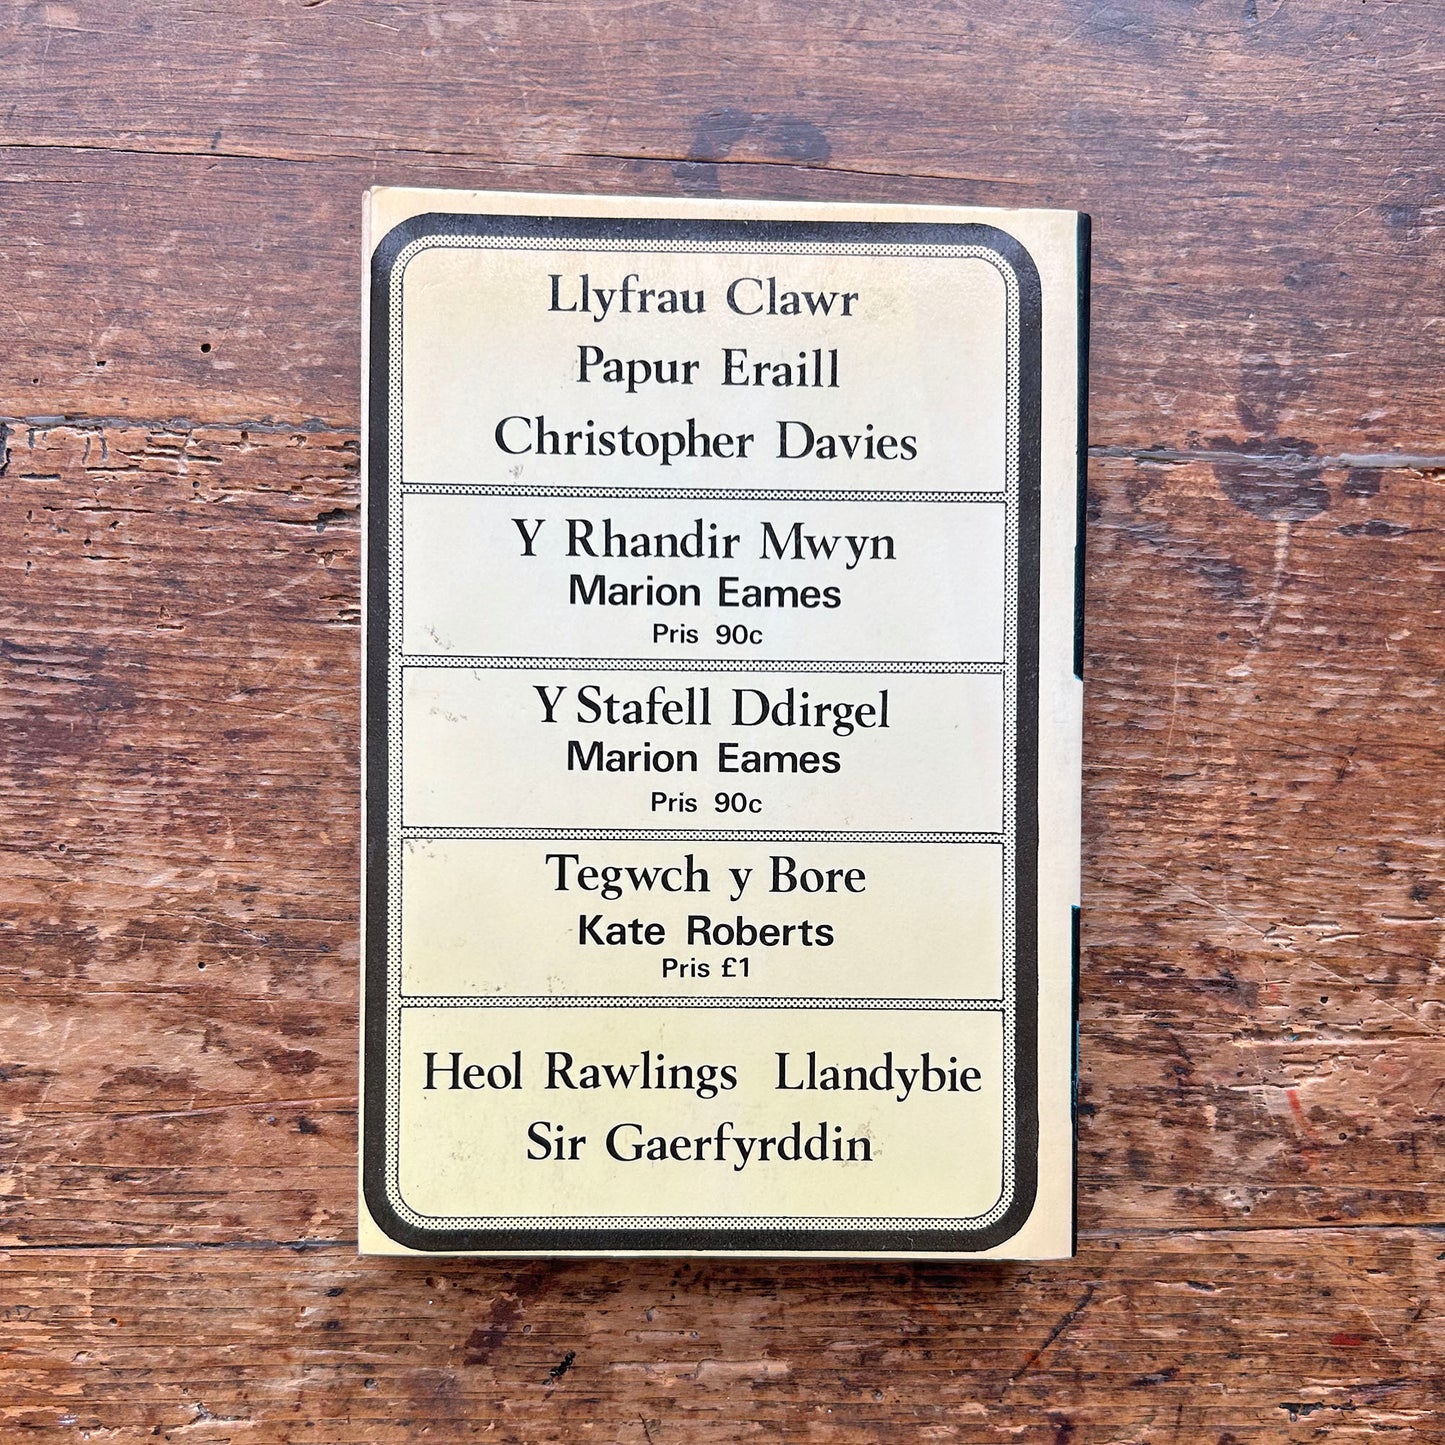 Llyfrau Clawr
Papur Eraill
Christopher Davies
Y Rhandir Mwyn
Marion Eames
Pris 90c
Y Stafell Ddirgel
Marion Eames
Pris 90c
Tegwch y Bore
Kate Roberts
Pris £1
Heol Rawlings Llandybie
Sir Gaerfyrddin